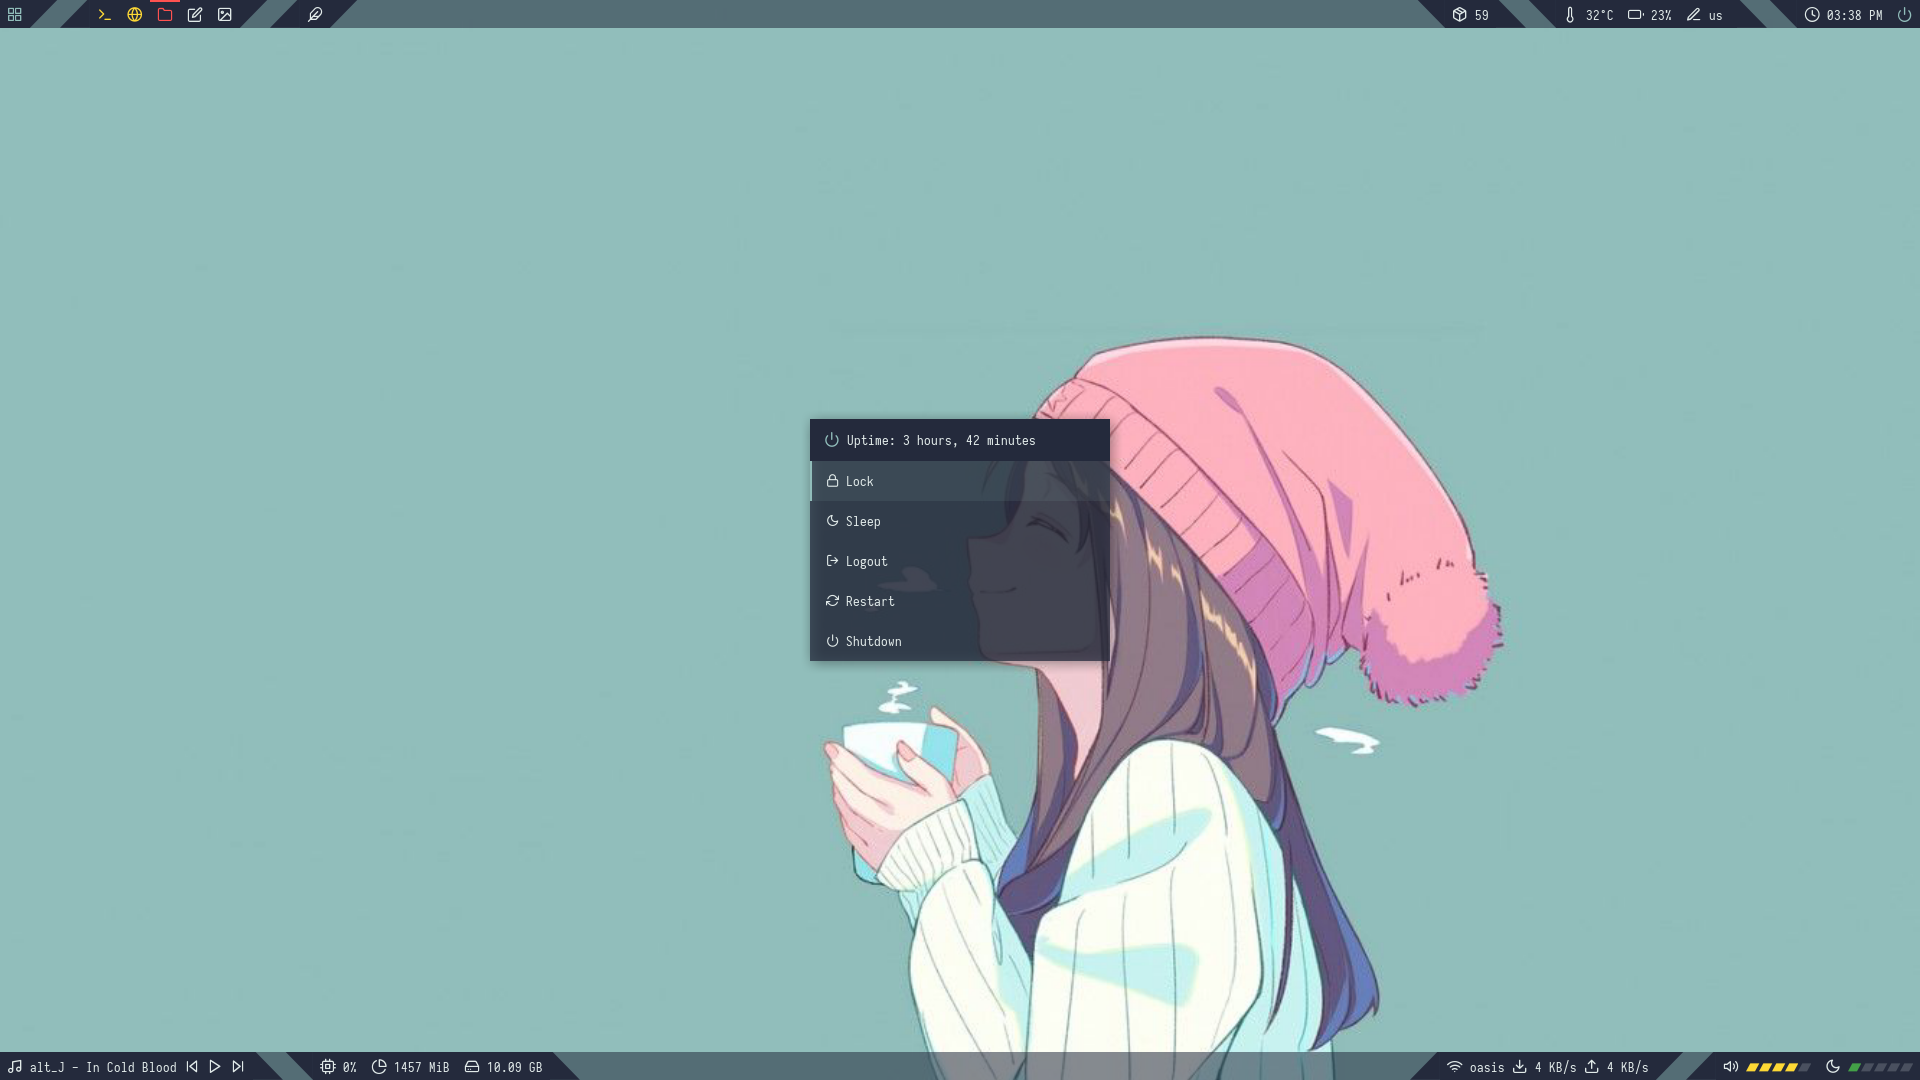 59 32°C 23% us 03:38 PM
Uptime: 3 hours, 42 minutes
Lock
Sleep
Logout
Restart
Shutdown
alt_J - In Cold Blood 0% 1457 MiB 10.09 GB oasis 4 KB/s 4 KB/s